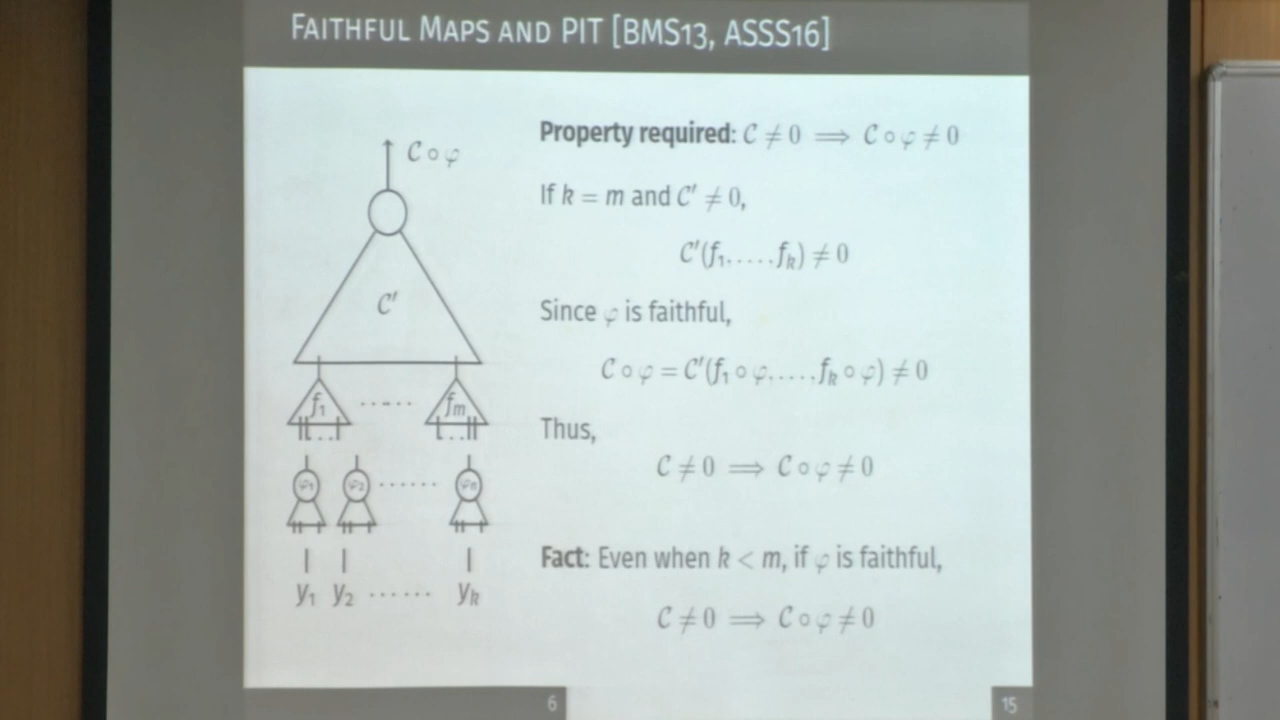 FAITHFUL MAPS AND PIT [BMS13, ASSS16]
C ∘ φ
C′
f₁ ...... fₘ
φ₁ φ₂ ...... φₙ
y₁ y₂ ...... yₖ
Property required: C ≠ 0 ⟹ C ∘ φ ≠ 0
If k = m and C′ ≠ 0,
C′(f₁, . . . , fₖ) ≠ 0
Since φ is faithful,
C ∘ φ = C′(f₁ ∘ φ, . . . , fₖ ∘ φ) ≠ 0
Thus,
C ≠ 0 ⟹ C ∘ φ ≠ 0
Fact: Even when k < m, if φ is faithful,
C ≠ 0 ⟹ C ∘ φ ≠ 0
6
15